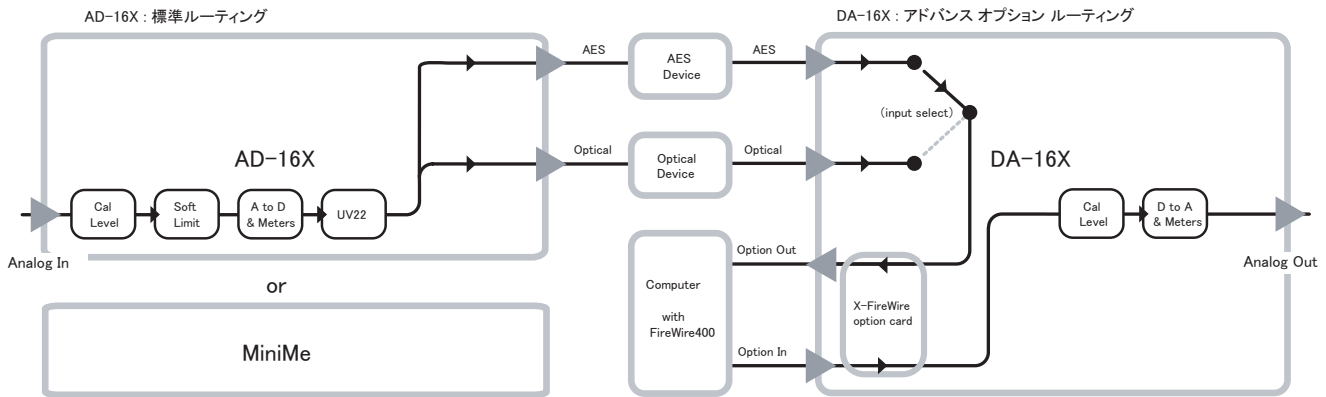 AD-16X : 標準ルーティング
DA-16X : アドバンス オプション ルーティング
AES
AES
Device
AES
(input select)
AD-16X
Optical
Optical
Device
Optical
DA-16X
Cal
Level
Soft
Limit
A to D
& Meters
UV22
Cal
Level
D to A
& Meters
Analog In
Option Out
Analog Out
or
Computer
with
FireWire400
X-FireWire
option card
MiniMe
Option In